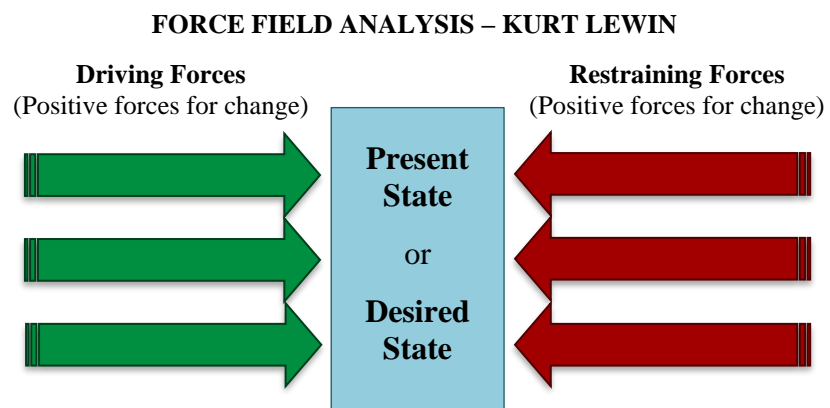 FORCE FIELD ANALYSIS – KURT LEWIN
Driving Forces
(Positive forces for change)
Restraining Forces
(Positive forces for change)
Present
State
or
Desired
State